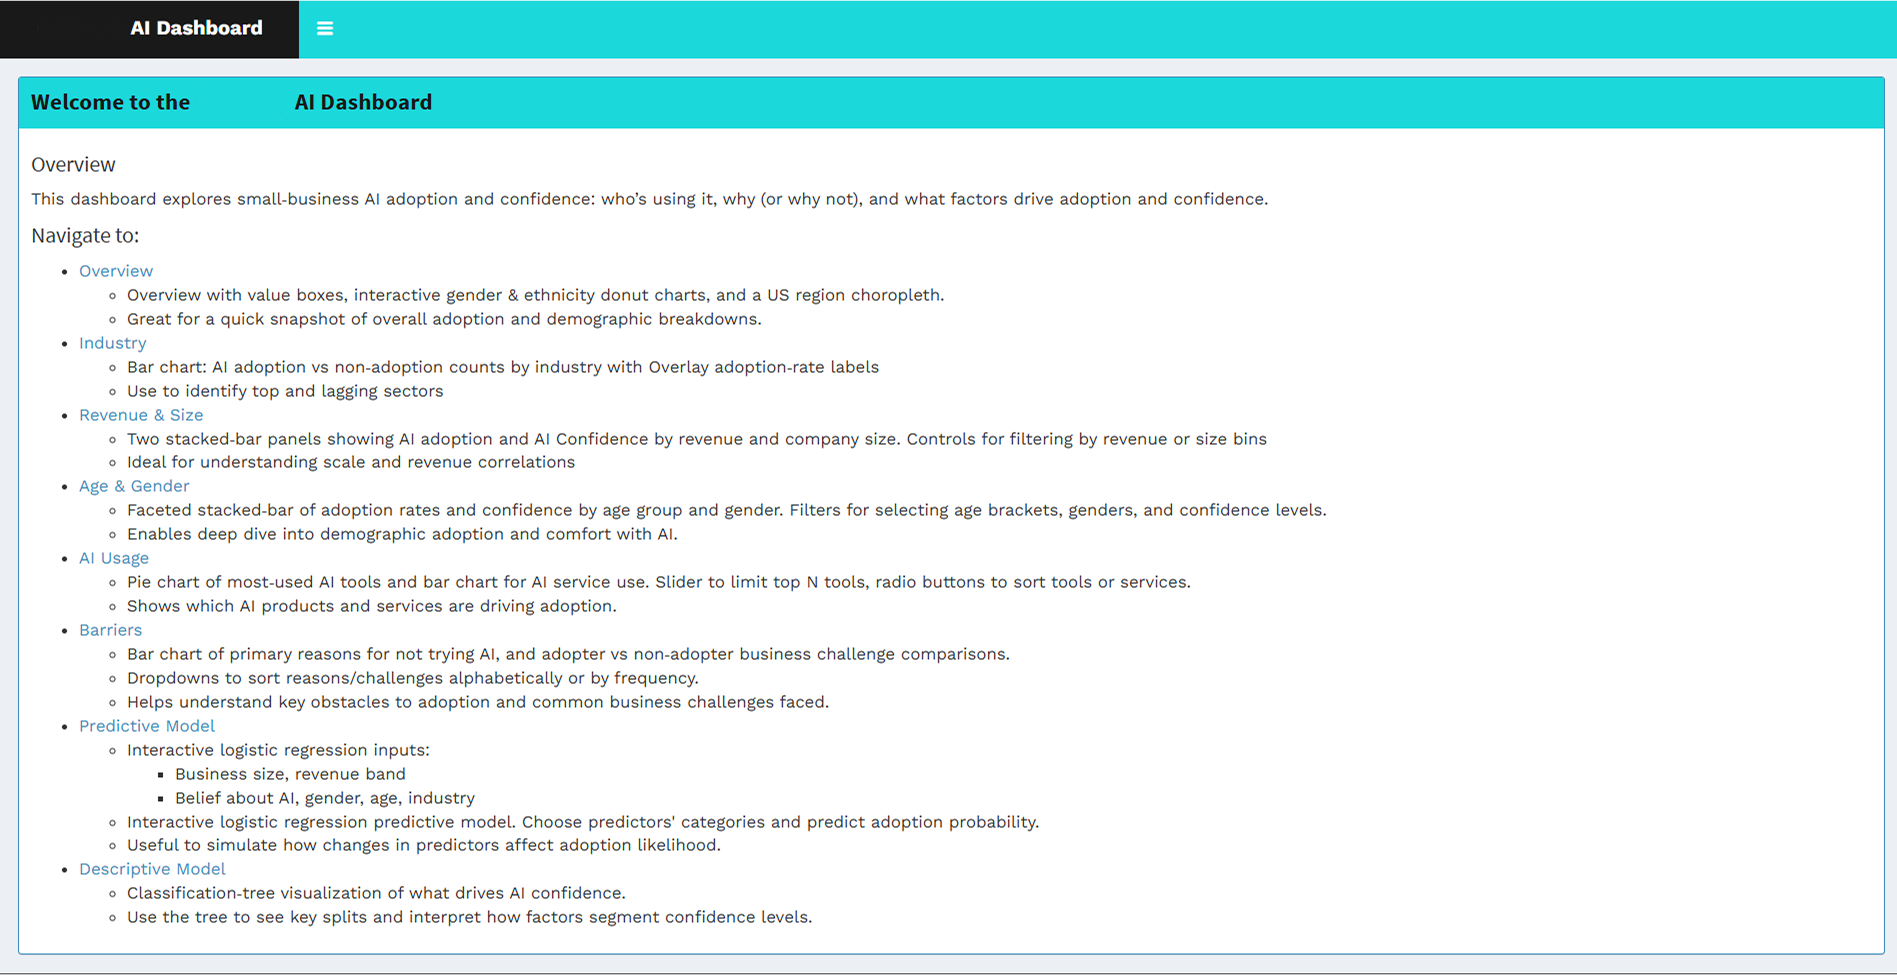 AI Dashboard
Welcome to the AI Dashboard
Overview
This dashboard explores small-business AI adoption and confidence: who’s using it, why (or why not), and what factors drive adoption and confidence.
Navigate to:
Overview
Overview with value boxes, interactive gender & ethnicity donut charts, and a US region choropleth.
Great for a quick snapshot of overall adoption and demographic breakdowns.
Industry
Bar chart: AI adoption vs non-adoption counts by industry with Overlay adoption-rate labels
Use to identify top and lagging sectors
Revenue & Size
Two stacked-bar panels showing AI adoption and AI Confidence by revenue and company size. Controls for filtering by revenue or size bins
Ideal for understanding scale and revenue correlations
Age & Gender
Faceted stacked-bar of adoption rates and confidence by age group and gender. Filters for selecting age brackets, genders, and confidence levels.
Enables deep dive into demographic adoption and comfort with AI.
AI Usage
Pie chart of most-used AI tools and bar chart for AI service use. Slider to limit top N tools, radio buttons to sort tools or services.
Shows which AI products and services are driving adoption.
Barriers
Bar chart of primary reasons for not trying AI, and adopter vs non-adopter business challenge comparisons.
Dropdowns to sort reasons/challenges alphabetically or by frequency.
Helps understand key obstacles to adoption and common business challenges faced.
Predictive Model
Interactive logistic regression inputs:
Business size, revenue band
Belief about AI, gender, age, industry
Interactive logistic regression predictive model. Choose predictors' categories and predict adoption probability.
Useful to simulate how changes in predictors affect adoption likelihood.
Descriptive Model
Classification-tree visualization of what drives AI confidence.
Use the tree to see key splits and interpret how factors segment confidence levels.